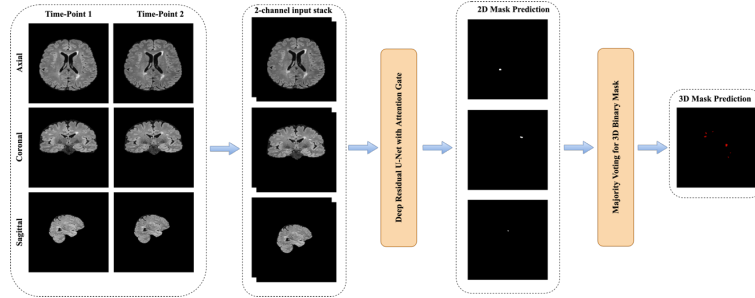 Time-Point 1
Time-Point 2
Axial
Coronal
Sagittal
2-channel input stack
Deep Residual U-Net with Attention Gate
2D Mask Prediction
Majority Voting for 3D Binary Mask
3D Mask Prediction